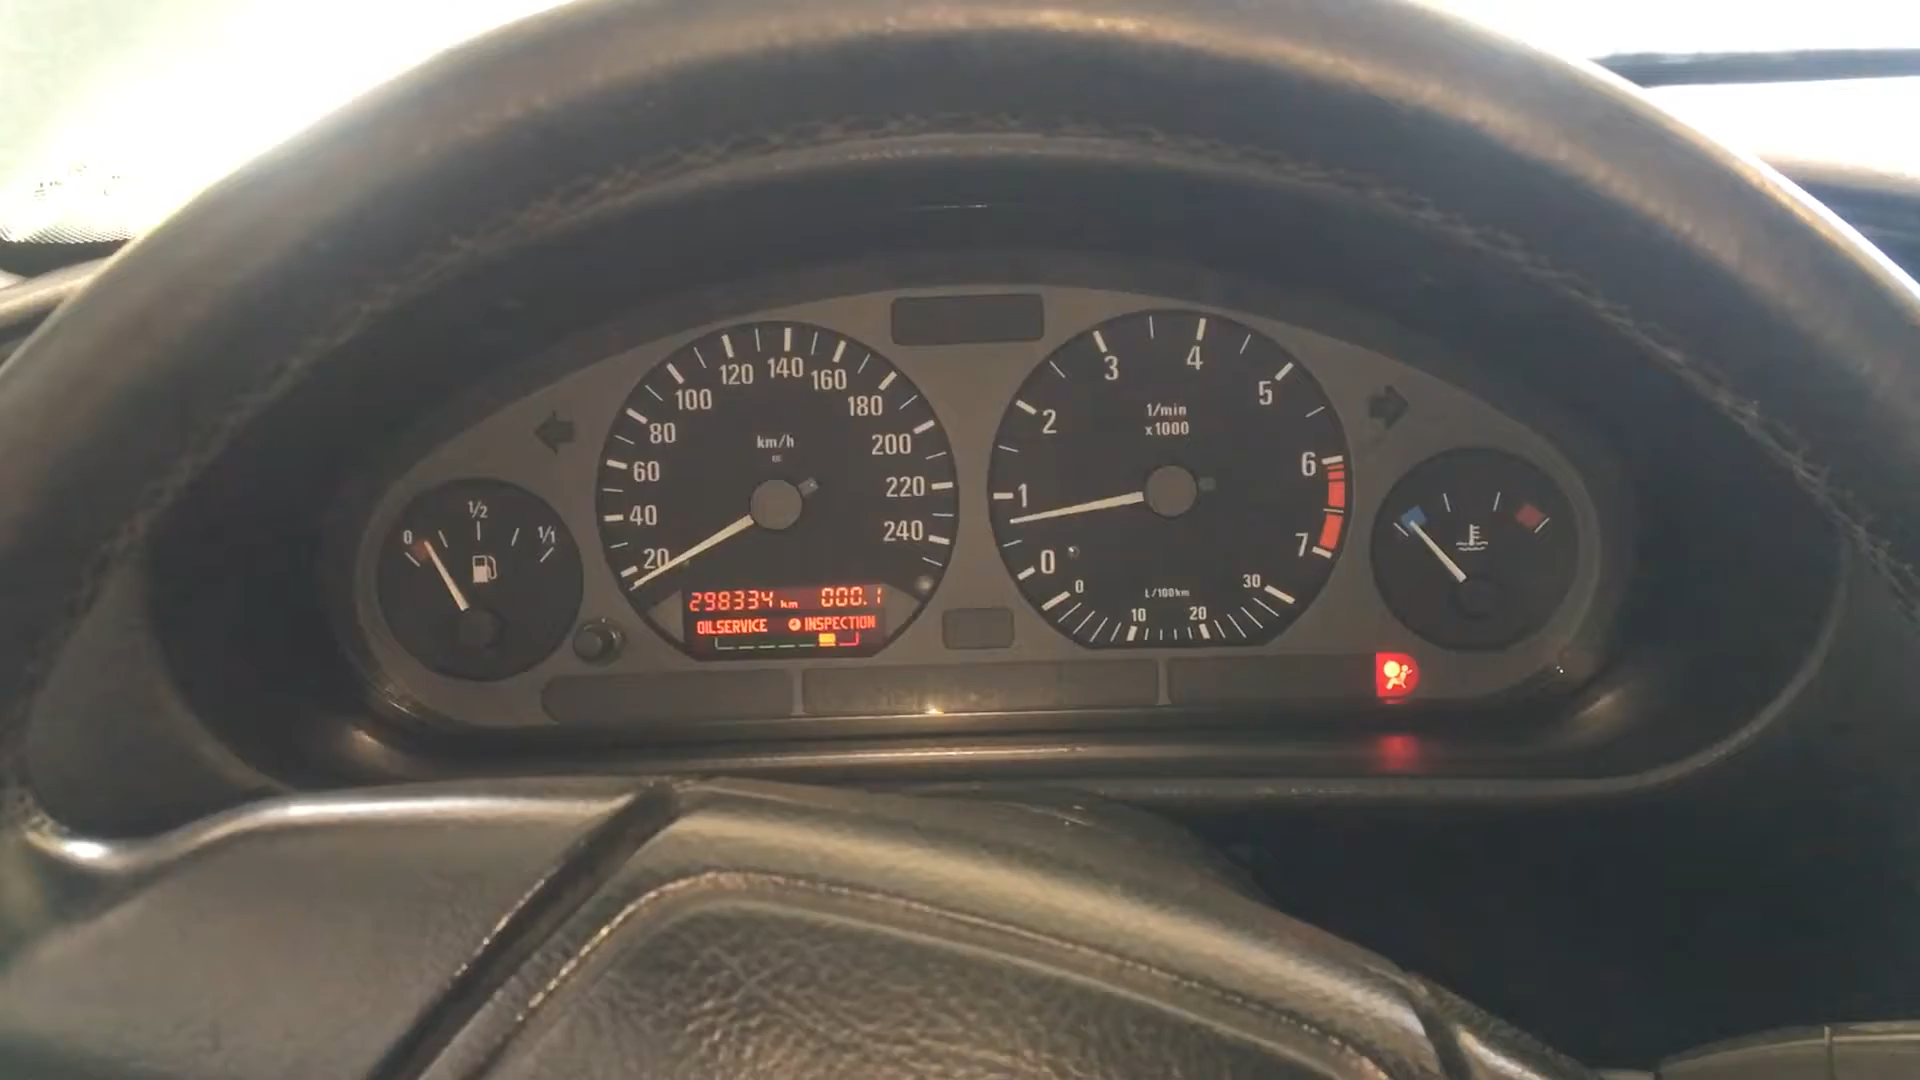 0 1/2 1/1
20 40 60 80 100 120 140 160 180 200 220 240
km/h
298334 km 000.1
OILSERVICE INSPECTION
0 1 2 3 4 5 6 7
1/min
x1000
L/100km
0 10 20 30